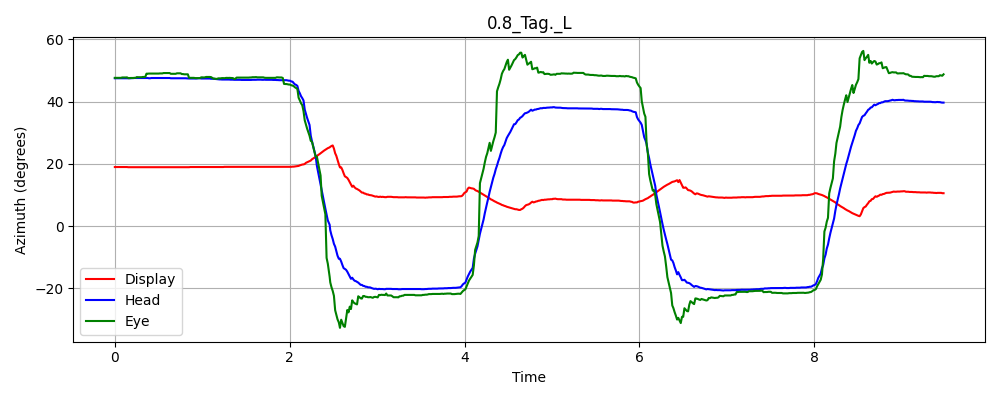 0.8_Tag._L
Azimuth (degrees)
60
40
20
0
−20
Display
Head
Eye
0 2 4 6 8
Time